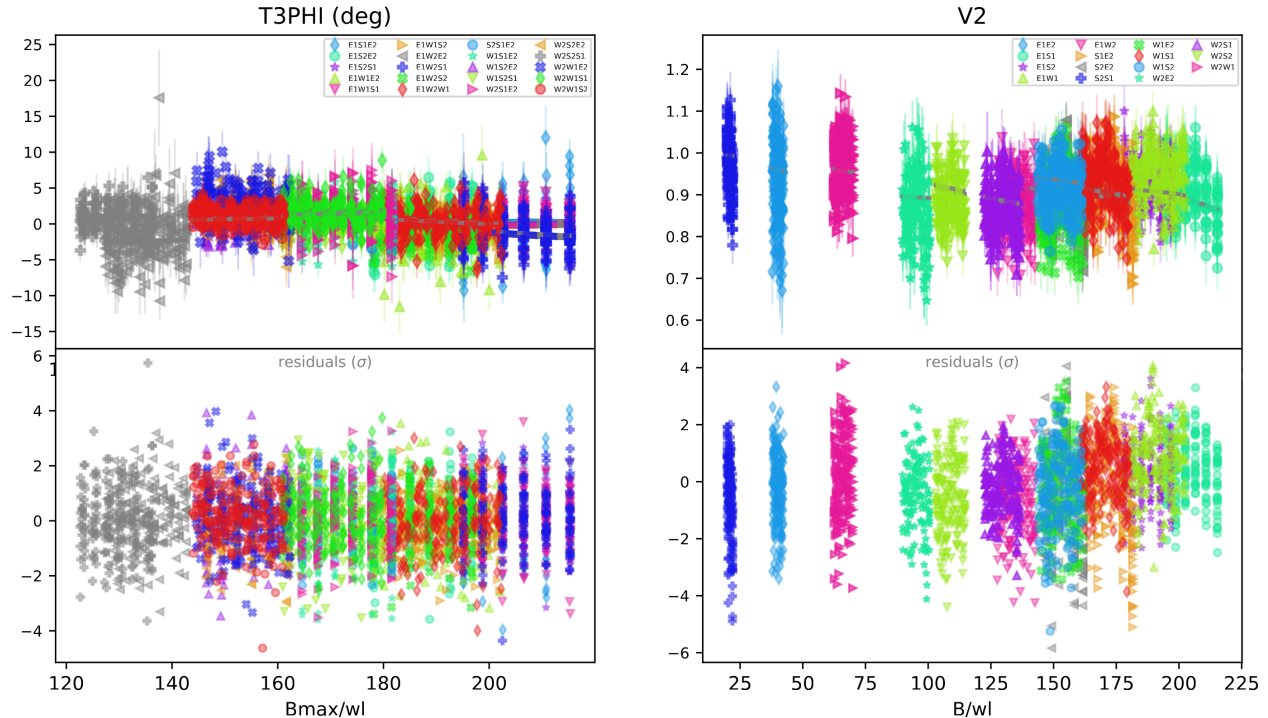 T3PHI (deg)
E1S1E2 E1W1S2 S2S1E2 W2S2E2
E1S2E2 E1W2E2 W1S1E2 W2S2S1
E1S2S1 E1W2S1 W1S2E2 W2W1E2
E1W1E2 E1W2S2 W1S2S1 W2W1S1
E1W1S1 E1W2W1 W2S1E2 W2W1S2
25
20
15
10
5
0
−5
−10
−15
residuals (σ)
6
4
2
0
−2
−4
120 140 160 180 200
Bmax/wl
V2
E1E2 E1W2 W1E2 W2S1
E1S1 S1E2 W1S1 W2S2
E1S2 S2E2 W1S2 W2W1
E1W1 S2S1 W2E2
1.2
1.1
1.0
0.9
0.8
0.7
0.6
residuals (σ)
4
2
0
−2
−4
−6
25 50 75 100 125 150 175 200 225
B/wl